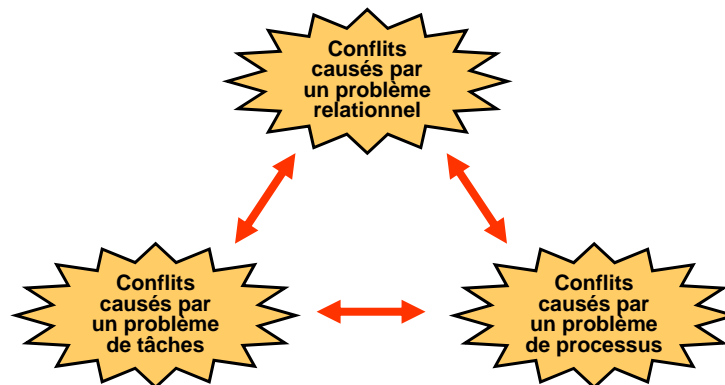 Conflits
causés par
un problème
relationnel
Conflits
causés par
un problème
de tâches
Conflits
causés par
un problème
de processus